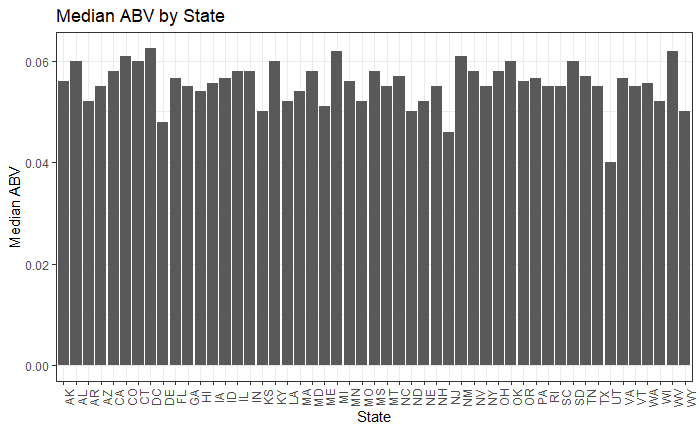 Median ABV by State
Median ABV
0.06
0.04
0.02
0.00
AK AL AR AZ CA CO CT DC DE FL GA HI IA ID IL IN KS KY LA MA MD ME MI MN MO MS MT NC ND NE NH NJ NM NV NY OH OK OR PA RI SC SD TN TX UT VA VT WA WI WV WY
State